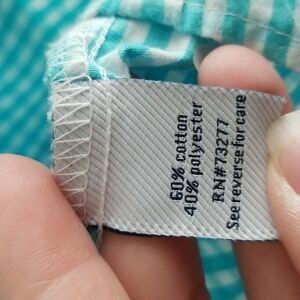 60% cotton
40% polyester
RN#73277
See reverse for care